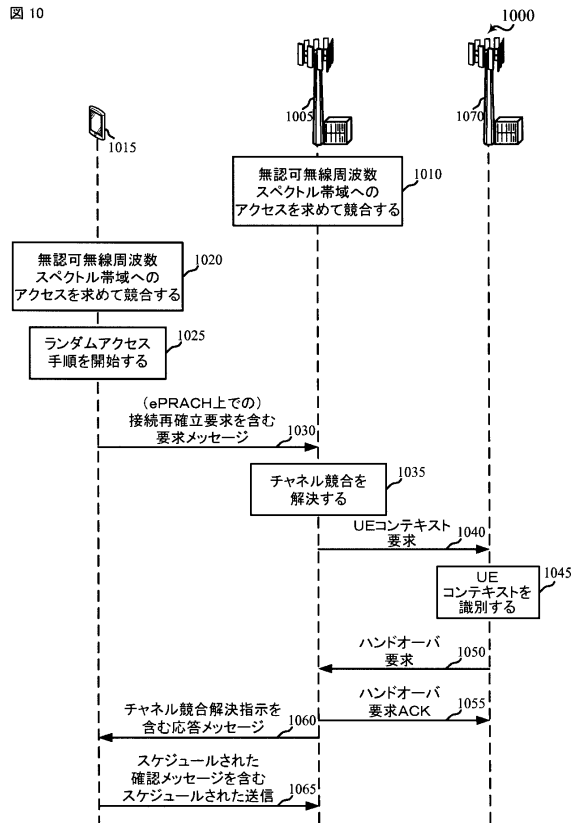 図 10
1000
1015
1005
1070
無認可無線周波数
スペクトル帯域への
アクセスを求めて競合する
1010
無認可無線周波数
スペクトル帯域への
アクセスを求めて競合する
1020
ランダムアクセス
手順を開始する
1025
（ｅＰＲＡＣＨ上での）
接続再確立要求を含む
要求メッセージ
1030
チャネル競合を
解決する
1035
ＵＥコンテキスト
要求
1040
ＵＥ
コンテキストを
識別する
1045
ハンドオーバ
要求
1050
ハンドオーバ
要求ＡＣＫ
1055
チャネル競合解決指示を
含む応答メッセージ
1060
スケジュールされた
確認メッセージを含む
スケジュールされた送信
1065